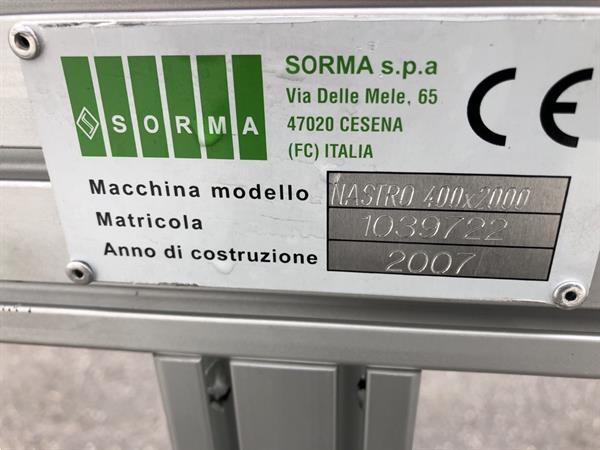 SORMA
SORMA s.p.a
Via Delle Mele, 65
47020 CESENA
(FC) ITALIA
CE
Macchina modello NASTRO 400x2000
Matricola 1039722
Anno di costruzione 2007